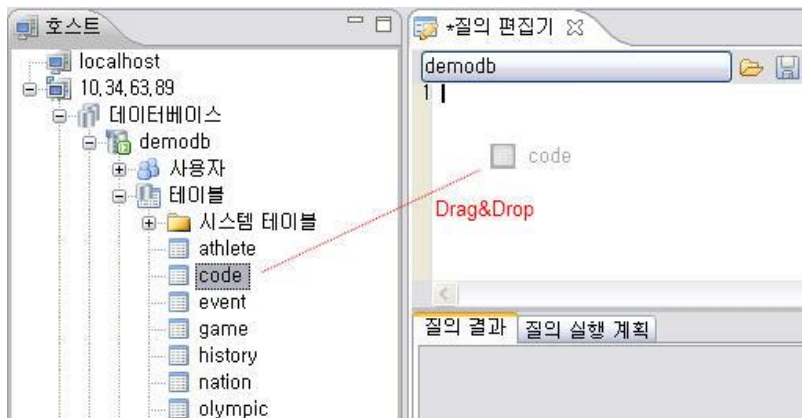 호스트
localhost
10,34,63,89
데이터베이스
demodb
사용자
테이블
시스템 테이블
athlete
code
event
game
history
nation
olympic
*질의 편집기
demodb
1
code
Drag&Drop
질의 결과
질의 실행 계획